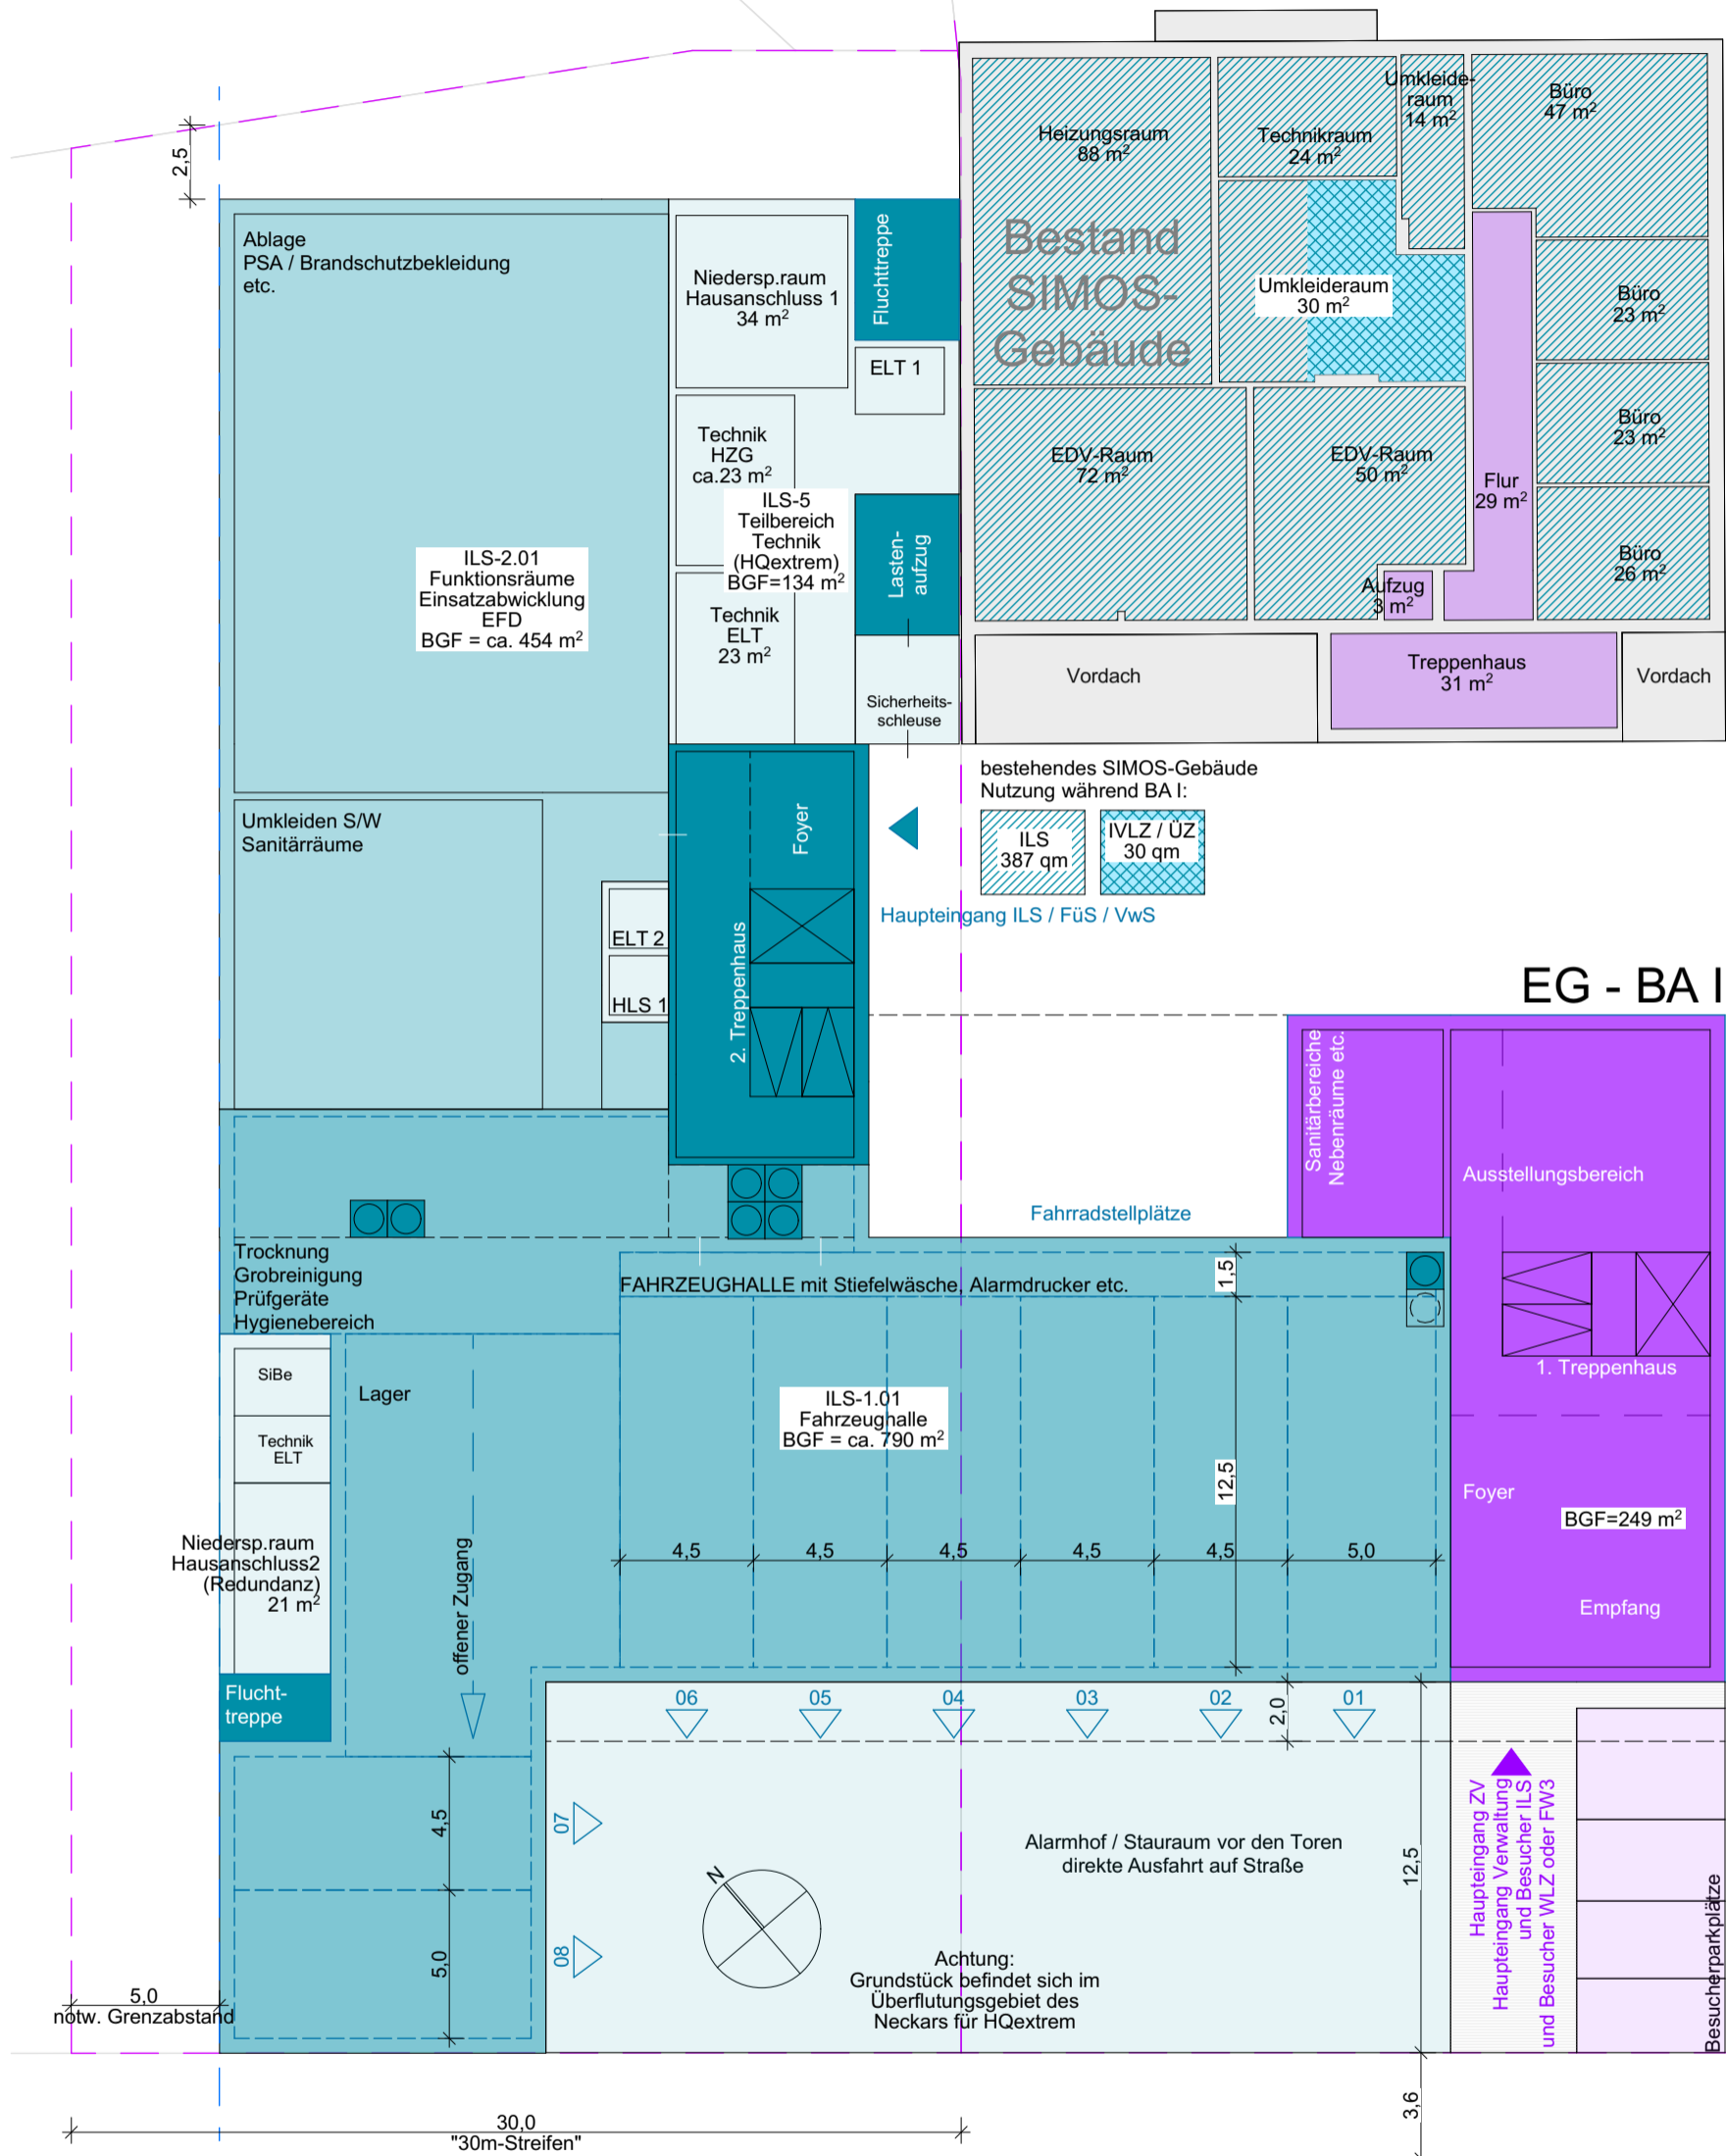 2,5
Ablage
PSA / Brandschutzbekleidung
etc.
Niedersp.raum
Hausanschluss 1
34 m²
Fluchttreppe
ELT 1
Technik
HZG
ca.23 m²
ILS-5
Teilbereich
Technik
(HQextrem)
BGF=134 m²
Lasten-
aufzug
ILS-2.01
Funktionsräume
Einsatzabwicklung
EFD
BGF = ca. 454 m²
Technik
ELT
23 m²
Sicherheits-
schleuse
Heizungsraum
88 m²
Technikraum
24 m²
Umkleide-
raum
14 m²
Büro
47 m²
Bestand
SIMOS-
Gebäude
Umkleideraum
30 m²
Büro
23 m²
Büro
23 m²
EDV-Raum
72 m²
EDV-Raum
50 m²
Flur
29 m²
Büro
26 m²
Aufzug
3 m²
Vordach
Treppenhaus
31 m²
Vordach
bestehendes SIMOS-Gebäude
Nutzung während BA I:
ILS
387 qm
IVLZ / ÜZ
30 qm
Haupteingang ILS / FüS / VwS
Umkleiden S/W
Sanitärräume
Foyer
2. Treppenhaus
ELT 2
HLS 1
EG - BA I
Sanitärbereiche
Nebenräume etc.
Ausstellungsbereich
1. Treppenhaus
Foyer
BGF=249 m²
Empfang
Fahrradstellplätze
Trocknung
Grobreinigung
Prüfgeräte
Hygienebereich
FAHRZEUGHALLE mit Stiefelwäsche, Alarmdrucker etc.
1,5
SiBe
Technik
ELT
Lager
ILS-1.01
Fahrzeughalle
BGF = ca. 790 m²
12,5
Niedersp.raum
Hausanschluss2
(Redundanz)
21 m²
offener Zugang
4,5
4,5
4,5
4,5
4,5
5,0
Flucht-
treppe
06
05
04
03
02
01
2,0
07
08
4,5
5,0
N
Alarmhof / Stauraum vor den Toren
direkte Ausfahrt auf Straße
12,5
Achtung:
Grundstück befindet sich im
Überflutungsgebiet des
Neckars für HQextrem
Haupteingang ZV
Haupteingang Verwaltung
und Besucher ILS
und Besucher WLZ oder FW3
Besucherparkplätze
5,0
notw. Grenzabstand
30,0
"30m-Streifen"
3,6